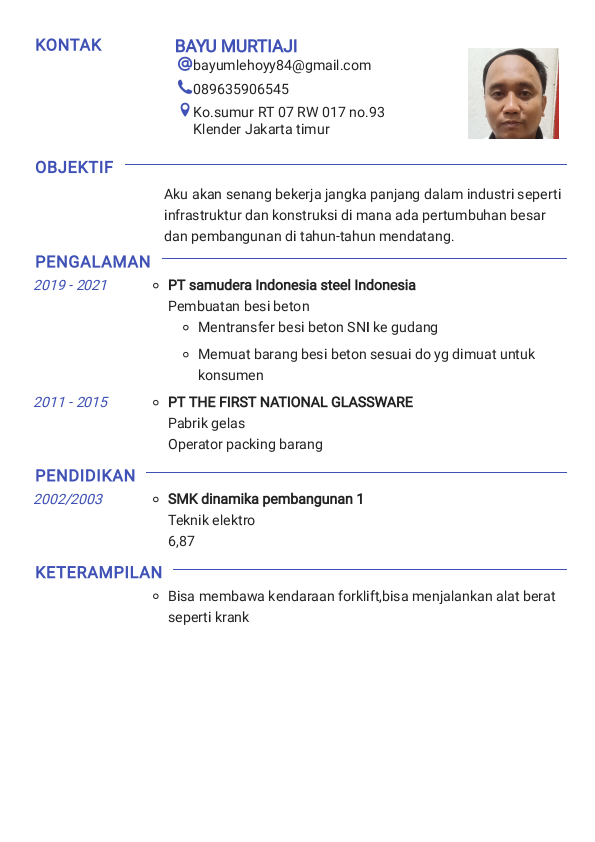 KONTAK
BAYU MURTIAJI
bayumlehoyy84@gmail.com
089635906545
Ko.sumur RT 07 RW 017 no.93
Klender Jakarta timur
OBJEKTIF
Aku akan senang bekerja jangka panjang dalam industri seperti
infrastruktur dan konstruksi di mana ada pertumbuhan besar
dan pembangunan di tahun-tahun mendatang.
PENGALAMAN
2019 - 2021
PT samudera Indonesia steel Indonesia
Pembuatan besi beton
Mentransfer besi beton SNI ke gudang
Memuat barang besi beton sesuai do yg dimuat untuk
konsumen
2011 - 2015
PT THE FIRST NATIONAL GLASSWARE
Pabrik gelas
Operator packing barang
PENDIDIKAN
2002/2003
SMK dinamika pembangunan 1
Teknik elektro
6,87
KETERAMPILAN
Bisa membawa kendaraan forklift,bisa menjalankan alat berat
seperti krank